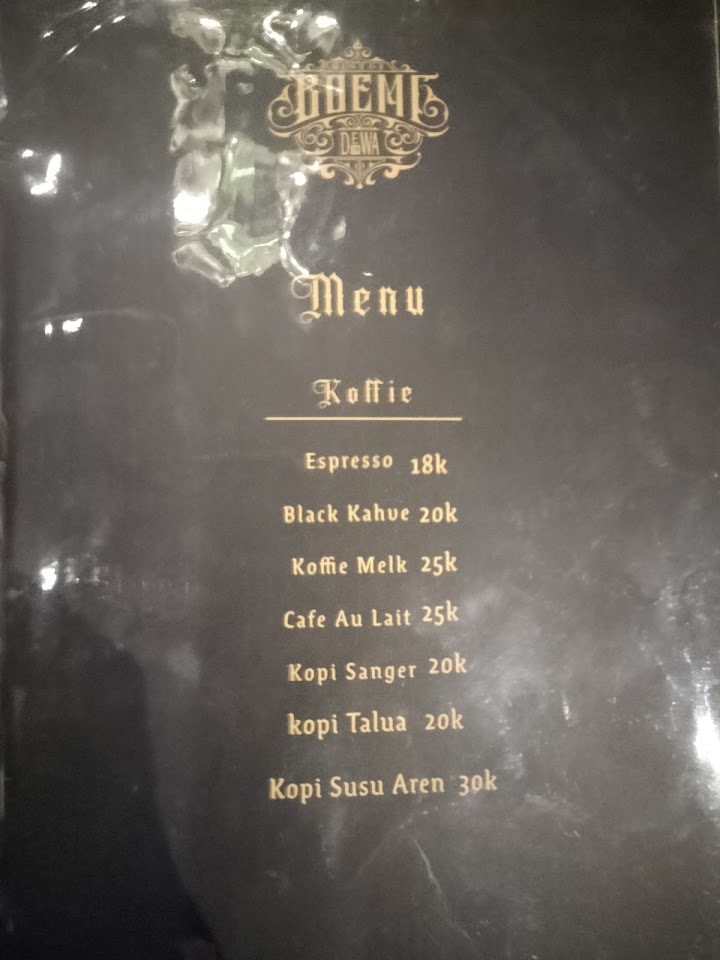 BOEMI
DEWA
Menu
Koffie
Espresso 18k
Black Kahve 20k
Koffie Melk 25k
Cafe Au Lait 25k
Kopi Sanger 20k
kopi Talua 20k
Kopi Susu Aren 30k